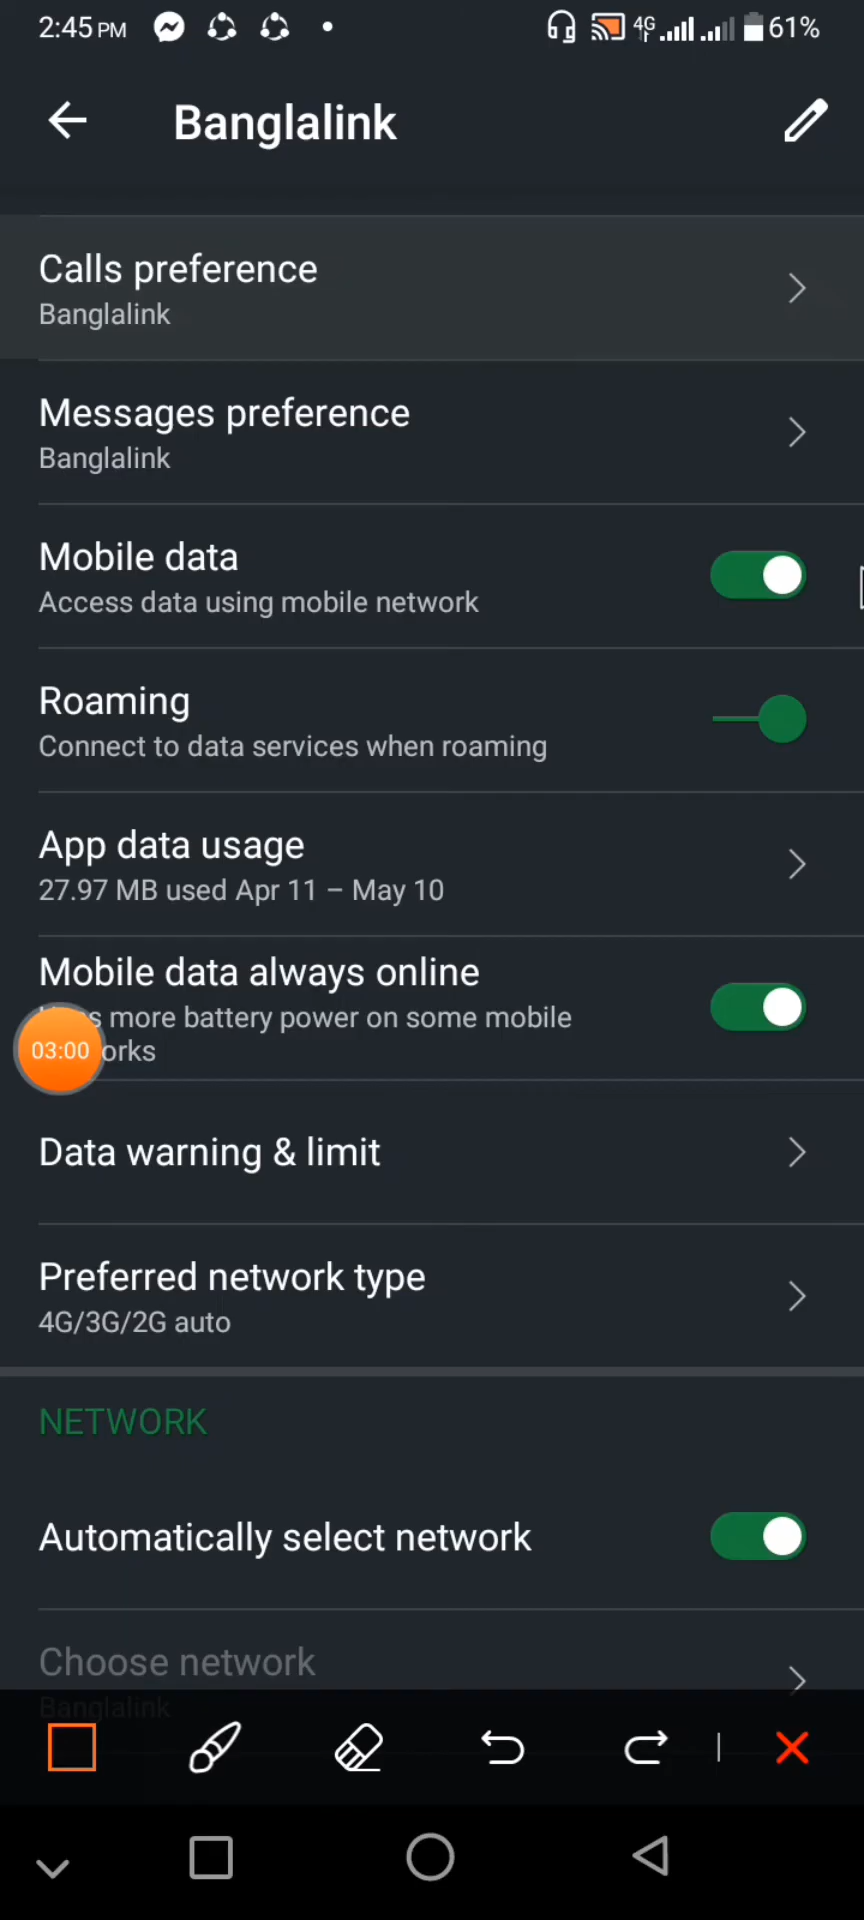 2:45 PM 4G 61%
Banglalink
Calls preference
Banglalink
Messages preference
Banglalink
Mobile data
Access data using mobile network
Roaming
Connect to data services when roaming
App data usage
27.97 MB used Apr 11 – May 10
Mobile data always online
more battery power on some mobile
03:00
Data warning & limit
Preferred network type
4G/3G/2G auto
NETWORK
Automatically select network
Choose network
Banglalink